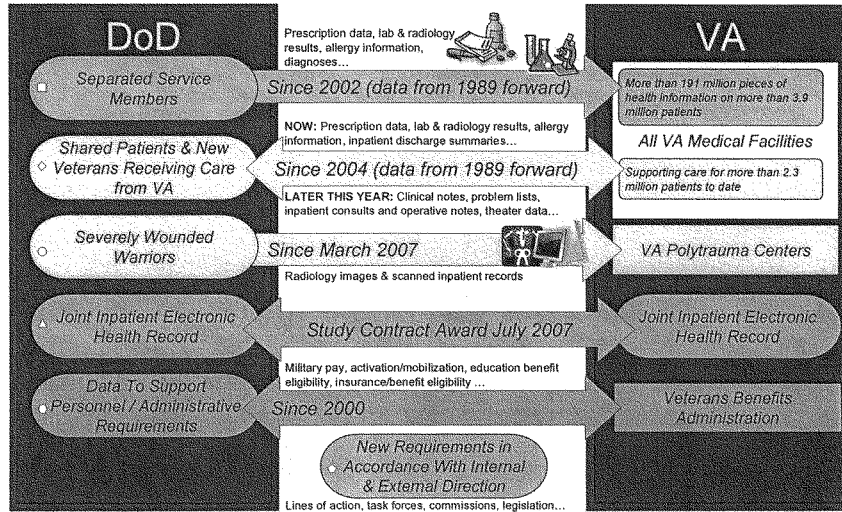 DoD
VA
Prescription data, lab & radiology
results, allergy information,
diagnoses...
Separated Service
Members
Since 2002 (data from 1989 forward)
More than 191 million pieces of
health information on more than 3.9
million patients
NOW: Prescription data, lab & radiology results, allergy
information, inpatient discharge summaries...
All VA Medical Facilities
Shared Patients & New
Veterans Receiving Care
from VA
Since 2004 (data from 1989 forward)
Supporting care for more than 2.3
million patients to date
LATER THIS YEAR: Clinical notes, problem lists,
inpatient consults and operative notes, theater data...
Severely Wounded
Warriors
Since March 2007
VA Polytrauma Centers
Radiology images & scanned inpatient records
Joint Inpatient Electronic
Health Record
Study Contract Award July 2007
Joint Inpatient Electronic
Health Record
Military pay, activation/mobilization, education benefit
eligibility, insurance/benefit eligibility ...
Data To Support
Personnel / Administrative
Requirements
Since 2000
Veterans Benefits
Administration
New Requirements in
Accordance With Internal
& External Direction
Lines of action, task forces, commissions, legislation...